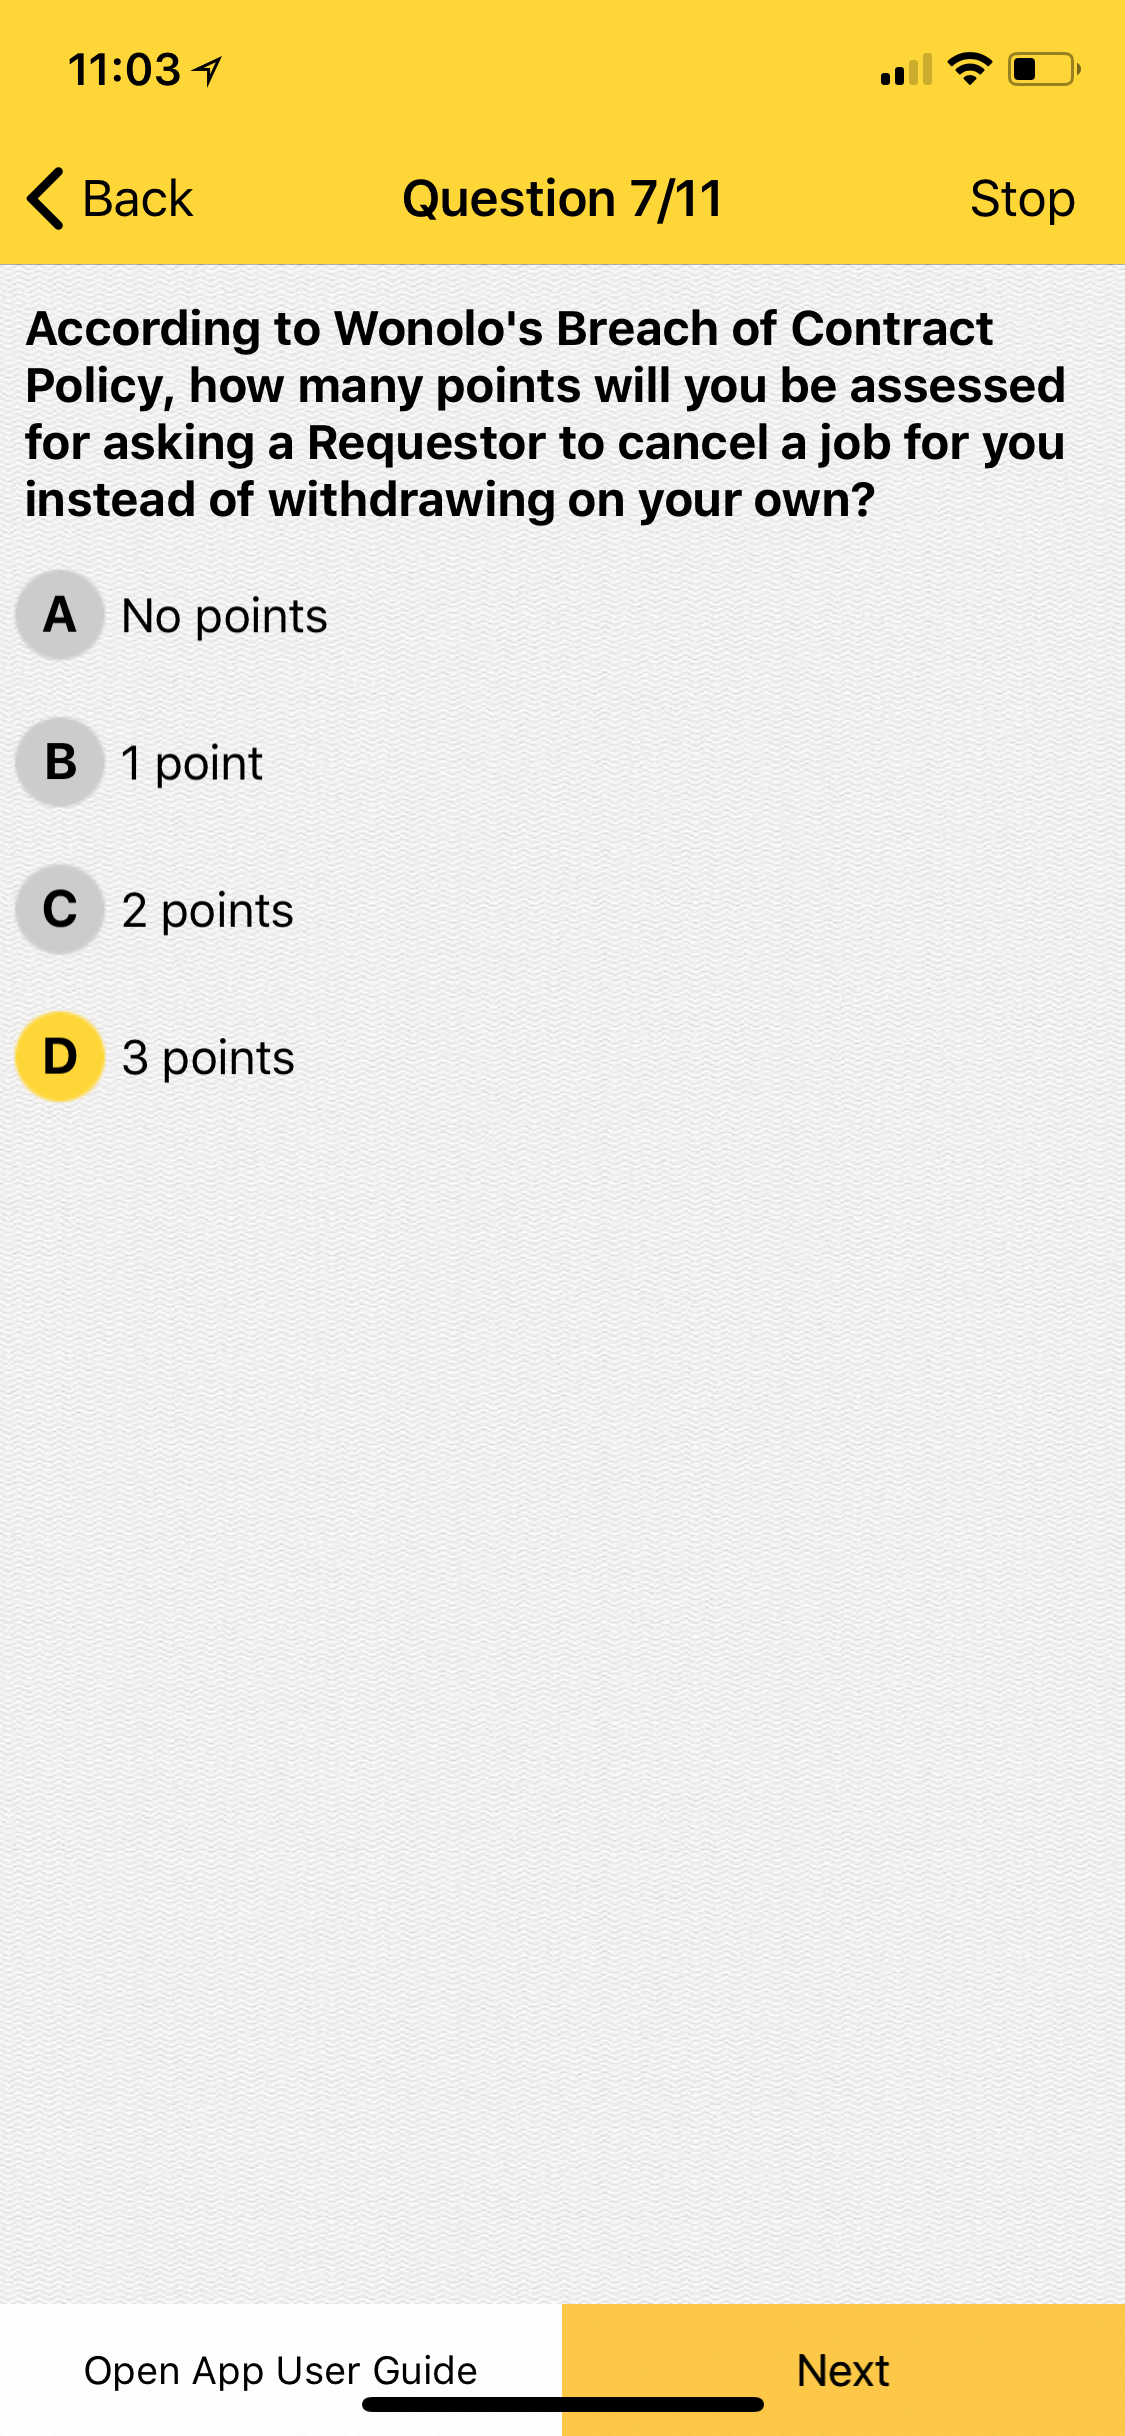 11:03
Back Question 7/11 Stop
According to Wonolo's Breach of Contract
Policy, how many points will you be assessed
for asking a Requestor to cancel a job for you
instead of withdrawing on your own?
A No points
B 1 point
C 2 points
D 3 points
Open App User Guide Next